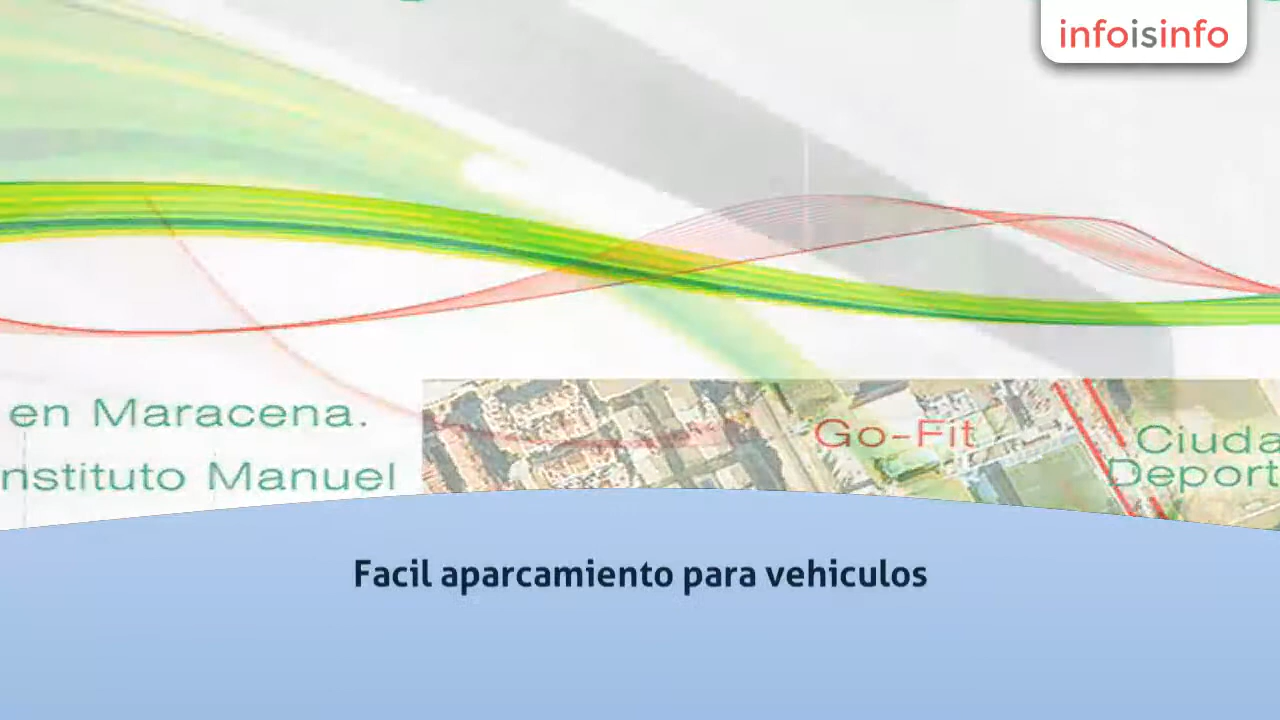 infoisinfo
en Maracena.
nstituto Manuel
Go-Fit
Ciuda
Deport
Facil aparcamiento para vehiculos